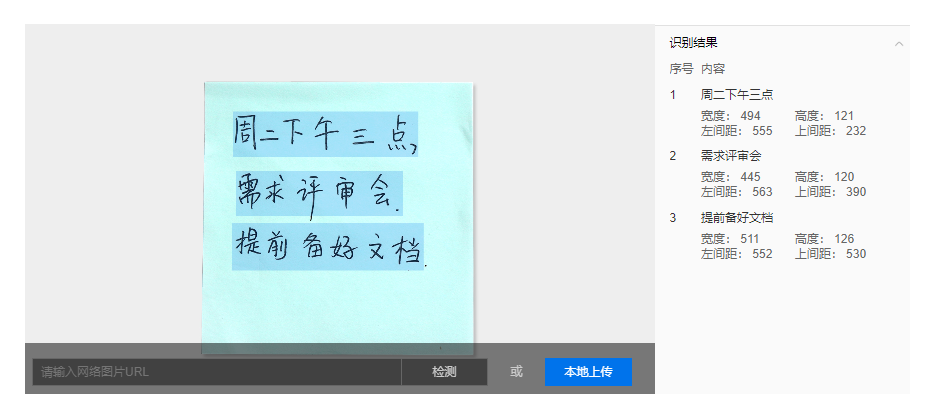 周二下午三点,
需求评审会.
提前备好文档.
请输入网络图片URL
检测
或
本地上传
识别结果
序号 内容
1 周二下午三点
宽度: 494 高度: 121
左间距: 555 上间距: 232
2 需求评审会
宽度: 445 高度: 120
左间距: 563 上间距: 390
3 提前备好文档
宽度: 511 高度: 126
左间距: 552 上间距: 530